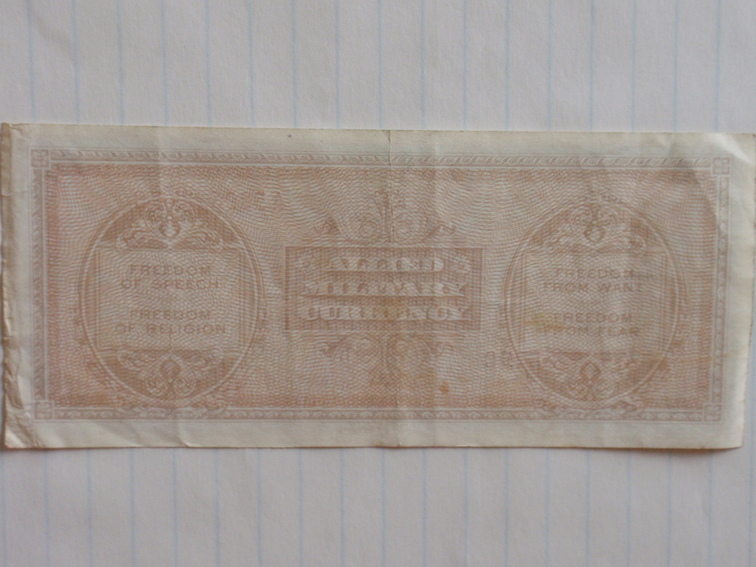 FREEDOM
OF SPEECH
FREEDOM
OF RELIGION
ALLIED
MILITARY
CURRENCY
FREEDOM
FROM WANT
FREEDOM
FROM FEAR